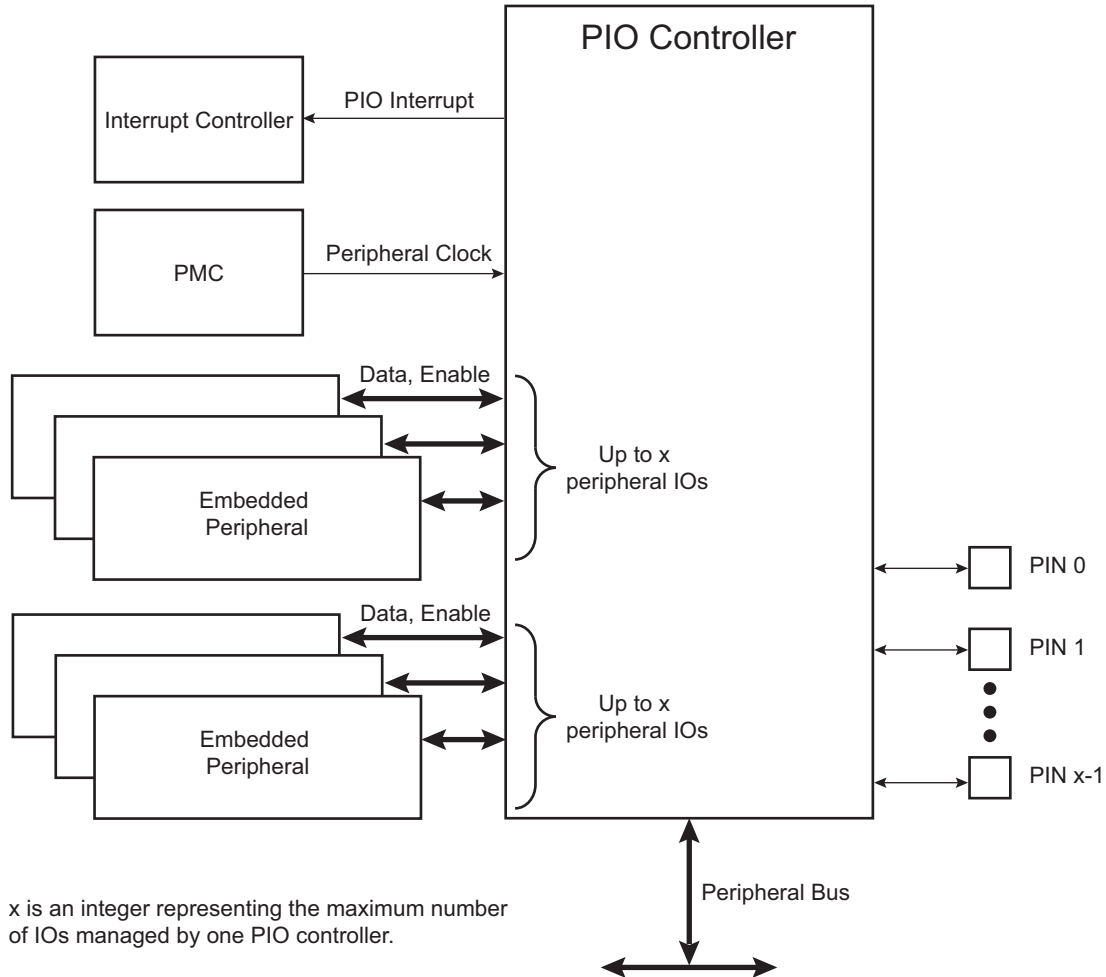 PIO Controller
PIO Interrupt
Interrupt Controller
Peripheral Clock
PMC
Data, Enable
Up to x
peripheral IOs
Embedded
Peripheral
PIN 0
Data, Enable
PIN 1
Up to x
peripheral IOs
Embedded
Peripheral
PIN x-1
Peripheral Bus
x is an integer representing the maximum number
of IOs managed by one PIO controller.